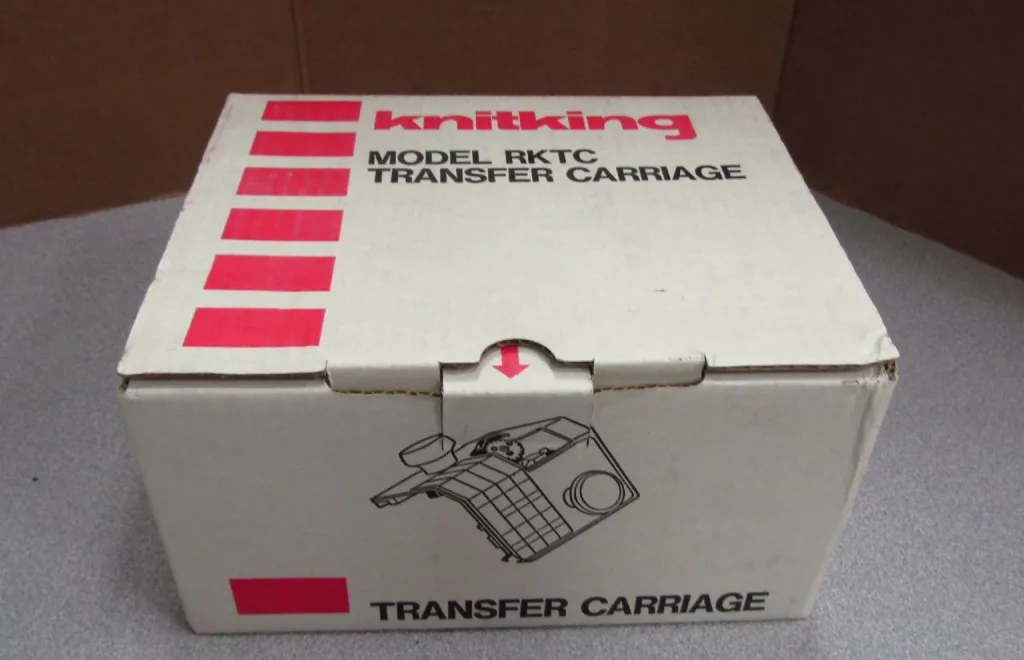 knitking
MODEL RKTC
TRANSFER CARRIAGE
TRANSFER CARRIAGE